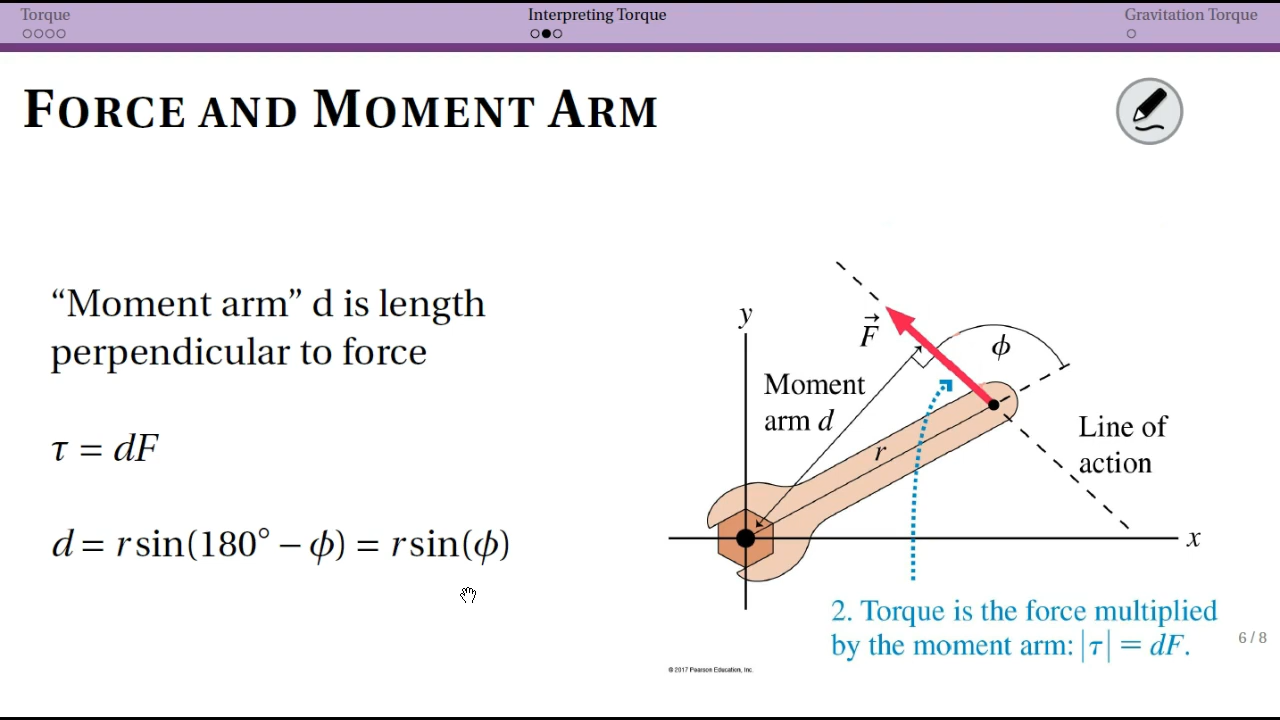 Torque
Interpreting Torque
Gravitation Torque
FORCE AND MOMENT ARM
“Moment arm” d is length
perpendicular to force
τ = dF
d = r sin(180° − ϕ) = r sin(ϕ)
y
F⃗
ϕ
Moment
arm d
r
Line of
action
x
2. Torque is the force multiplied
by the moment arm: |τ| = dF.
6 / 8
© 2017 Pearson Education, Inc.